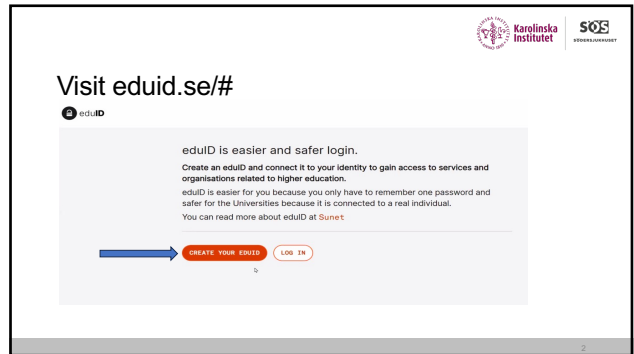 Karolinska
Institutet
SÖS
SÖDERSJUKHUSET
Visit eduid.se/#
eduID
eduID is easier and safer login.
Create an eduID and connect it to your identity to gain access to services and
organisations related to higher education.
eduID is easier for you because you only have to remember one password and
safer for the Universities because it is connected to a real individual.
You can read more about eduID at Sunet
CREATE YOUR EDUID
LOG IN
2